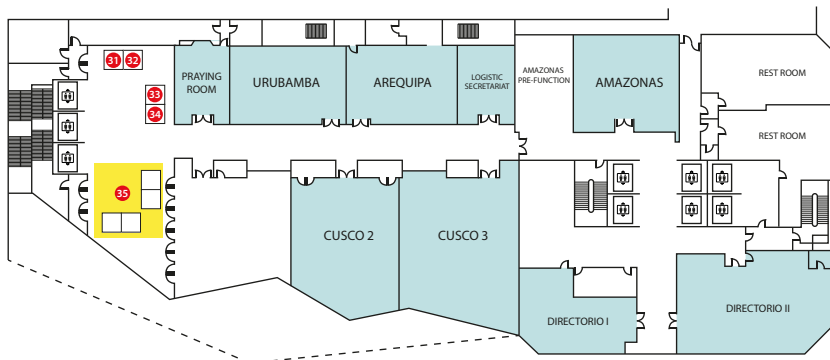 31
32
33
34
35
PRAYING
ROOM
URUBAMBA
AREQUIPA
LOGISTIC
SECRETARIAT
AMAZONAS
PRE-FUNCTION
AMAZONAS
REST ROOM
REST ROOM
CUSCO 2
CUSCO 3
DIRECTORIO I
DIRECTORIO II